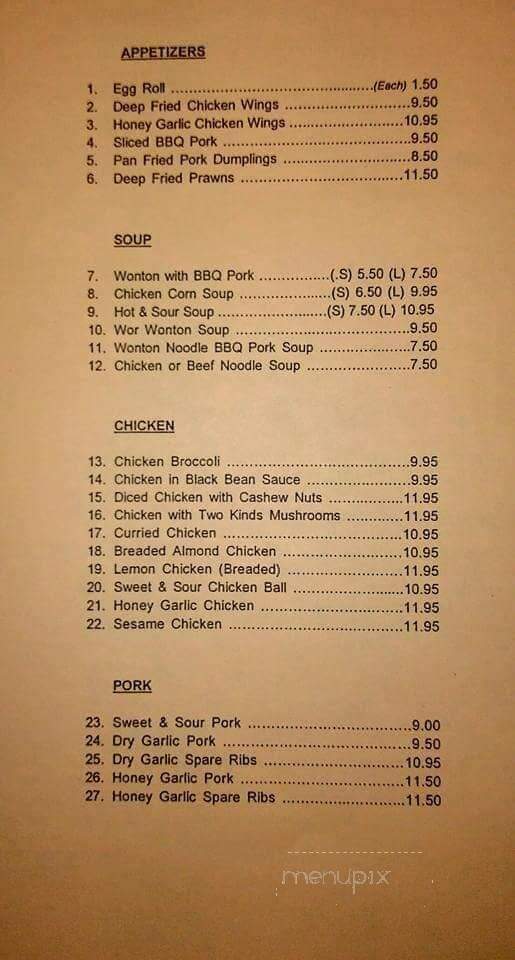 APPETIZERS
1. Egg Roll ................................................(Each) 1.50
2. Deep Fried Chicken Wings ..............................9.50
3. Honey Garlic Chicken Wings ...........................10.95
4. Sliced BBQ Pork .............................................9.50
5. Pan Fried Pork Dumplings ..............................8.50
6. Deep Fried Prawns .......................................11.50
SOUP
7. Wonton with BBQ Pork ................(.S) 5.50 (L) 7.50
8. Chicken Corn Soup .....................(S) 6.50 (L) 9.95
9. Hot & Sour Soup .........................(S) 7.50 (L) 10.95
10. Wor Wonton Soup .........................................9.50
11. Wonton Noodle BBQ Pork Soup ......................7.50
12. Chicken or Beef Noodle Soup ........................7.50
CHICKEN
13. Chicken Broccoli ...........................................9.95
14. Chicken in Black Bean Sauce .........................9.95
15. Diced Chicken with Cashew Nuts ..................11.95
16. Chicken with Two Kinds Mushrooms .............11.95
17. Curried Chicken ..........................................10.95
18. Breaded Almond Chicken .............................10.95
19. Lemon Chicken (Breaded) ............................11.95
20. Sweet & Sour Chicken Ball ...........................10.95
21. Honey Garlic Chicken ..................................11.95
22. Sesame Chicken .........................................11.95
PORK
23. Sweet & Sour Pork .......................................9.00
24. Dry Garlic Pork .............................................9.50
25. Dry Garlic Spare Ribs ..................................10.95
26. Honey Garlic Pork .......................................11.50
27. Honey Garlic Spare Ribs ..............................11.50
menupix